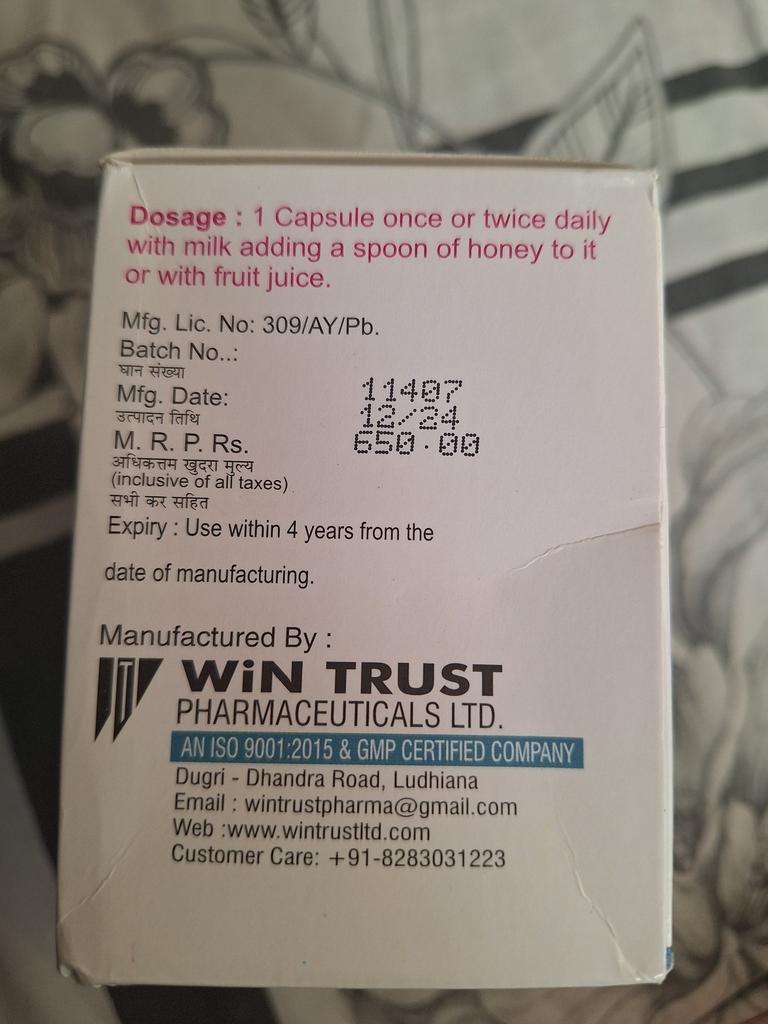 Dosage : 1 Capsule once or twice daily
with milk adding a spoon of honey to it
or with fruit juice.
Mfg. Lic. No: 309/AY/Pb.
Batch No..: 11407
घान संख्या
Mfg. Date: 12/24
उत्पादन तिथि
M. R. P. Rs. 650.00
अधिकत्तम खुदरा मुल्य
(inclusive of all taxes)
सभी कर सहित
Expiry : Use within 4 years from the
date of manufacturing.
Manufactured By :
WiN TRUST
PHARMACEUTICALS LTD.
AN ISO 9001:2015 & GMP CERTIFIED COMPANY
Dugri - Dhandra Road, Ludhiana
Email : wintrustpharma@gmail.com
Web :www.wintrustltd.com
Customer Care: +91-8283031223